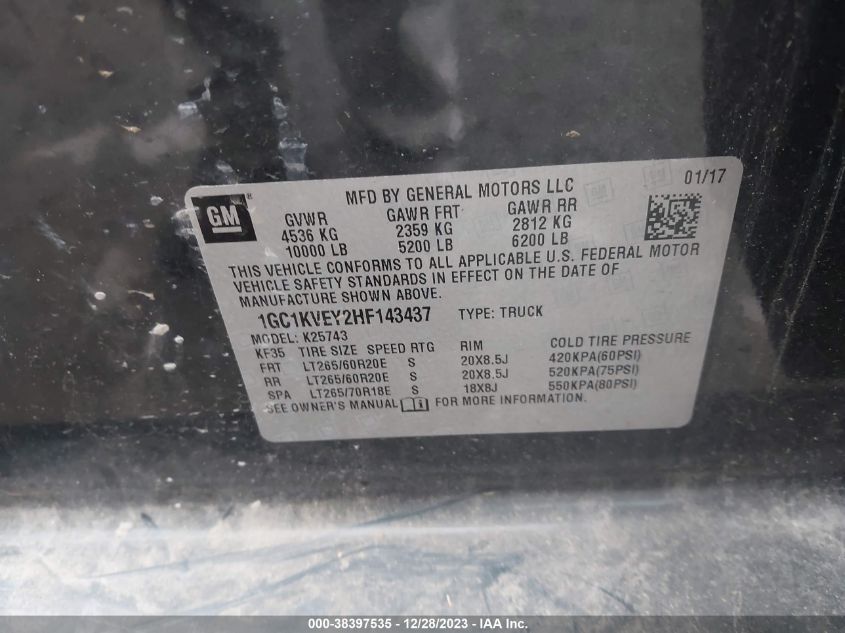 MFD BY GENERAL MOTORS LLC 01/17
GM ®
GVWR GAWR FRT GAWR RR
4536 KG 2359 KG 2812 KG
10000 LB 5200 LB 6200 LB
THIS VEHICLE CONFORMS TO ALL APPLICABLE U.S. FEDERAL MOTOR
VEHICLE SAFETY STANDARDS IN EFFECT ON THE DATE OF
MANUFACTURE SHOWN ABOVE.
1GC1KVEY2HF143437 TYPE: TRUCK
MODEL: K25743
KF35 TIRE SIZE SPEED RTG RIM COLD TIRE PRESSURE
FRT LT265/60R20E S 20X8.5J 420KPA(60PSI)
RR LT265/60R20E S 20X8.5J 520KPA(75PSI)
SPA LT265/70R18E S 18X8J 550KPA(80PSI)
SEE OWNER'S MANUAL FOR MORE INFORMATION.
000-38397535 - 12/28/2023 - IAA Inc.